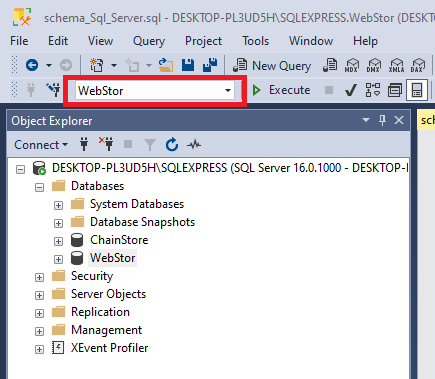 schema_Sql_Server.sql - DESKTOP-PL3UD5H\SQLEXPRESS.WebStor (DESKTOP
File Edit View Query Project Tools Window Help
New Query MDX DMX XMLA DAX
WebStor Execute
Object Explorer sch
Connect
DESKTOP-PL3UD5H\SQLEXPRESS (SQL Server 16.0.1000 - DESKTOP-
Databases
System Databases
Database Snapshots
ChainStore
WebStor
Security
Server Objects
Replication
Management
XEvent Profiler